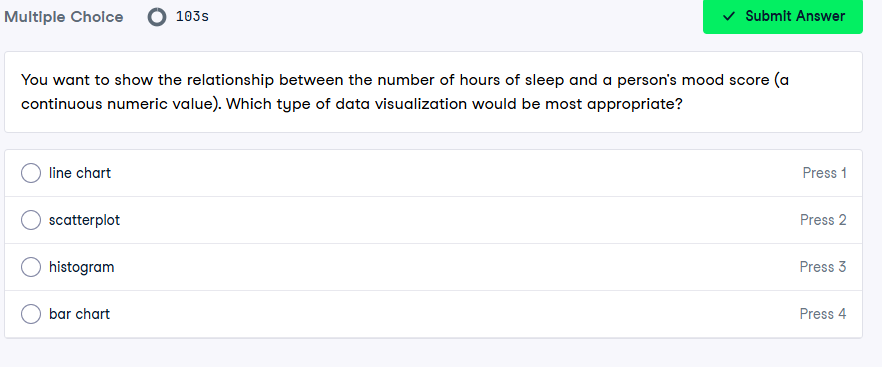 Multiple Choice 103s Submit Answer
You want to show the relationship between the number of hours of sleep and a person's mood score (a
continuous numeric value). Which type of data visualization would be most appropriate?
line chart Press 1
scatterplot Press 2
histogram Press 3
bar chart Press 4